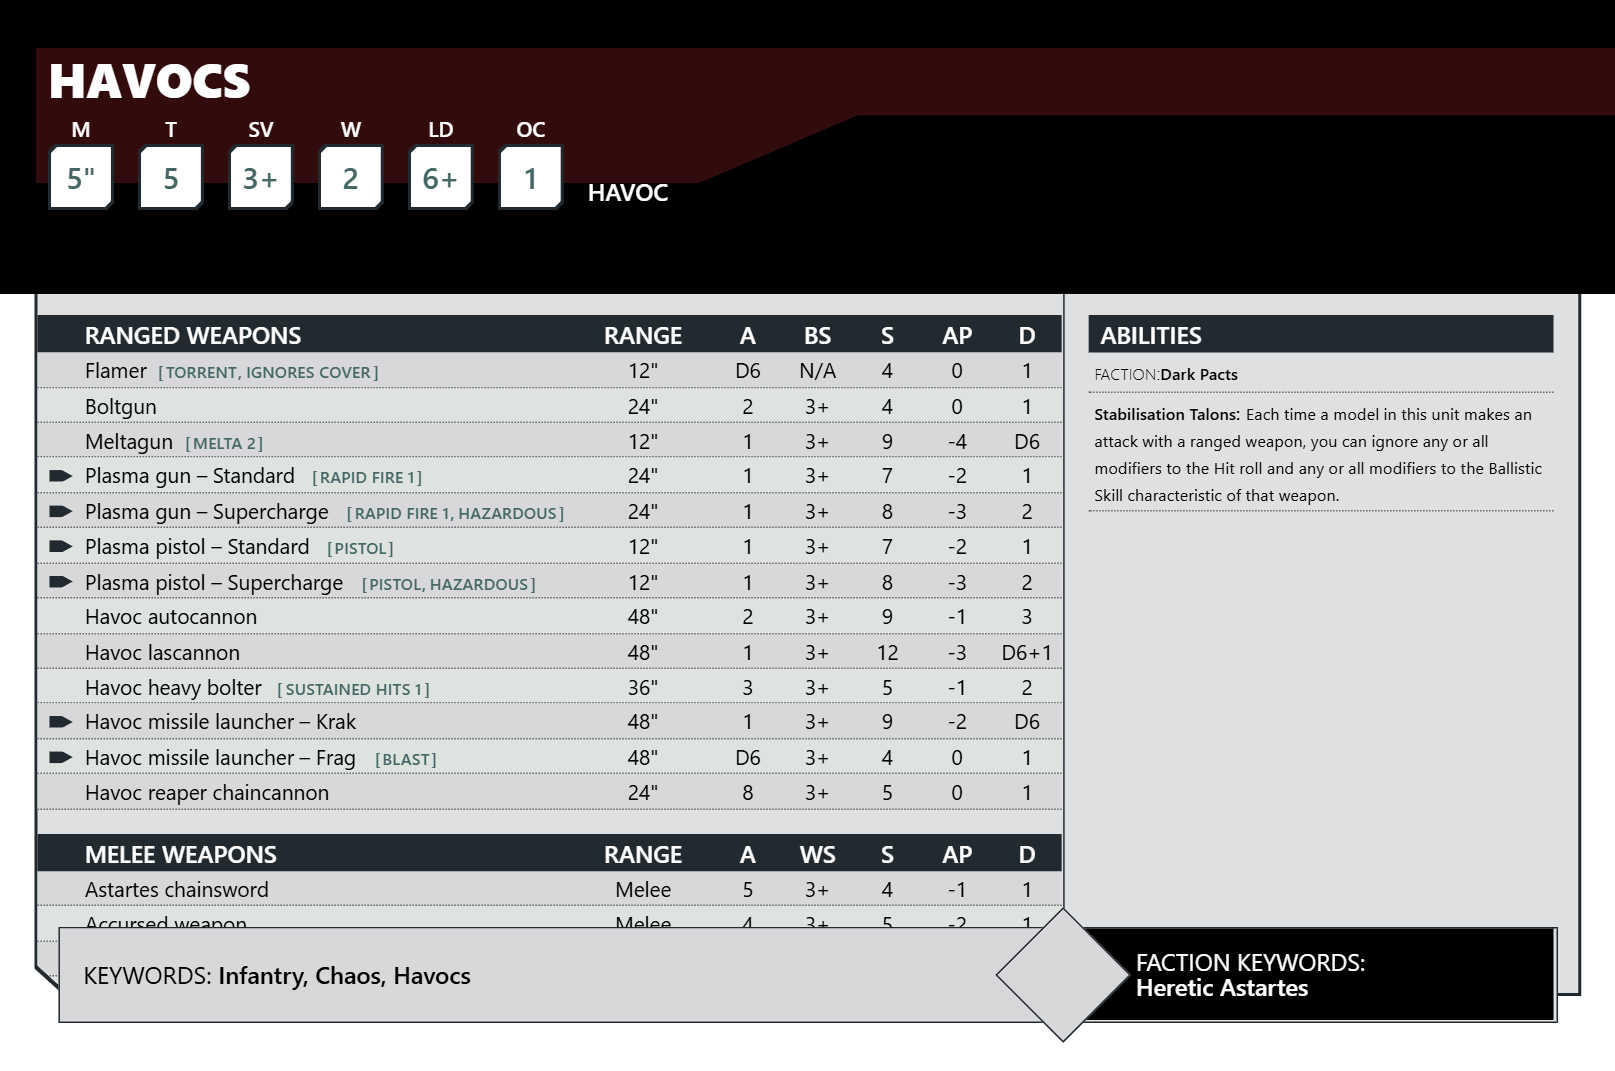 HAVOCS
M T SV W LD OC
5" 5 3+ 2 6+ 1 HAVOC
RANGED WEAPONS RANGE A BS S AP D
Flamer [TORRENT, IGNORES COVER] 12" D6 N/A 4 0 1
Boltgun 24" 2 3+ 4 0 1
Meltagun [MELTA 2] 12" 1 3+ 9 -4 D6
Plasma gun – Standard [RAPID FIRE 1] 24" 1 3+ 7 -2 1
Plasma gun – Supercharge [RAPID FIRE 1, HAZARDOUS] 24" 1 3+ 8 -3 2
Plasma pistol – Standard [PISTOL] 12" 1 3+ 7 -2 1
Plasma pistol – Supercharge [PISTOL, HAZARDOUS] 12" 1 3+ 8 -3 2
Havoc autocannon 48" 2 3+ 9 -1 3
Havoc lascannon 48" 1 3+ 12 -3 D6+1
Havoc heavy bolter [SUSTAINED HITS 1] 36" 3 3+ 5 -1 2
Havoc missile launcher – Krak 48" 1 3+ 9 -2 D6
Havoc missile launcher – Frag [BLAST] 48" D6 3+ 4 0 1
Havoc reaper chaincannon 24" 8 3+ 5 0 1
MELEE WEAPONS RANGE A WS S AP D
Astartes chainsword Melee 5 3+ 4 -1 1
Accursed weapon Melee 4 3+ 5 -2 1
ABILITIES
FACTION:Dark Pacts
Stabilisation Talons: Each time a model in this unit makes an
attack with a ranged weapon, you can ignore any or all
modifiers to the Hit roll and any or all modifiers to the Ballistic
Skill characteristic of that weapon.
KEYWORDS: Infantry, Chaos, Havocs
FACTION KEYWORDS:
Heretic Astartes